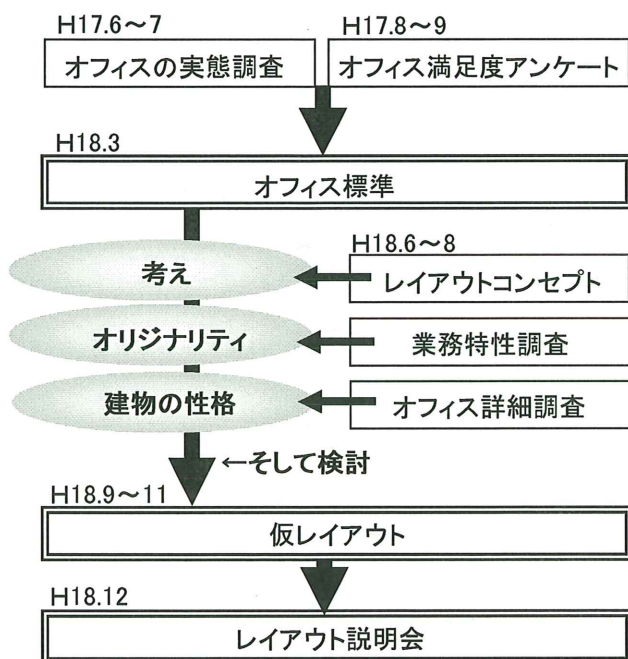 H17.6～7
オフィスの実態調査
H17.8～9
オフィス満足度アンケート
H18.3
オフィス標準
考え
H18.6～8
レイアウトコンセプト
オリジナリティ
業務特性調査
建物の性格
オフィス詳細調査
←そして検討
H18.9～11
仮レイアウト
H18.12
レイアウト説明会